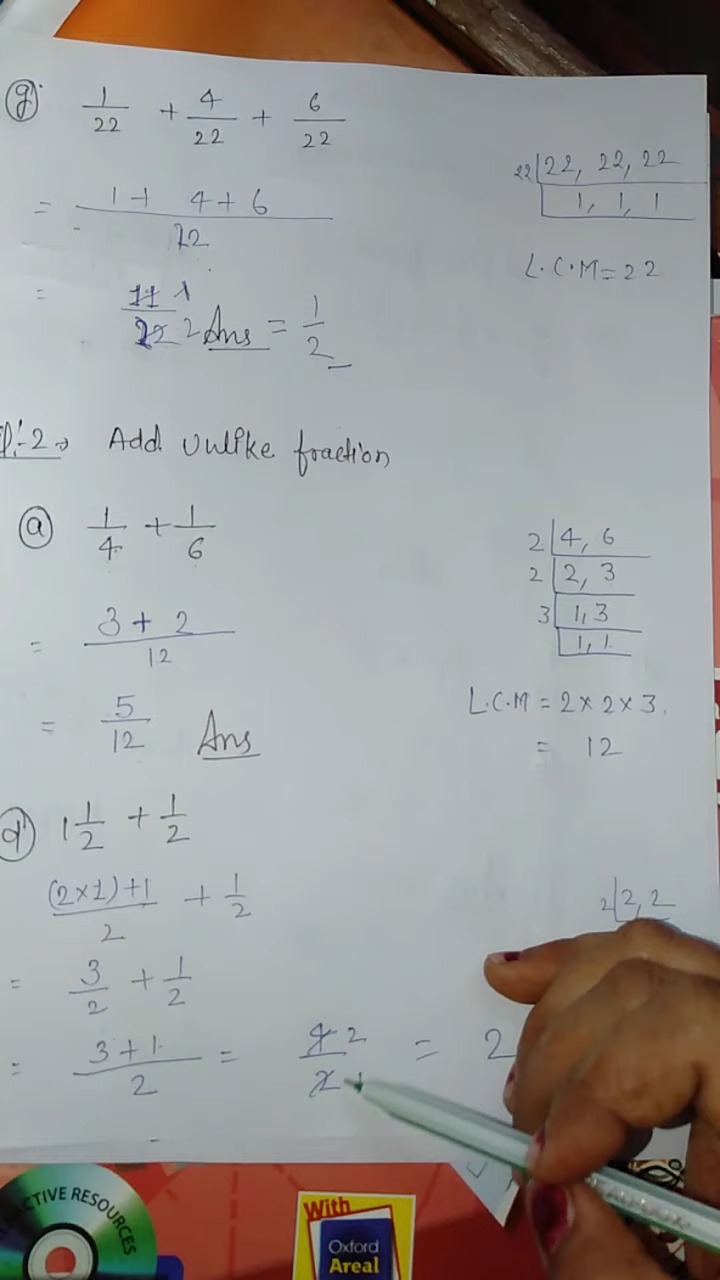 g) 1/22 + 4/22 + 6/22
22 | 22, 22, 22
1, 1, 1
= 1 + 4 + 6 / 22
L.C.M = 22
= 11 1 / 22 2 Ans = 1/2
Add Unlike fraction
a) 1/4 + 1/6
2 | 4, 6
2 | 2, 3
3 | 1, 3
1, 1
= 3 + 2 / 12
L.C.M = 2 × 2 × 3
= 5/12 Ans
= 12
d) 1 1/2 + 1/2
(2×1)+1 / 2 + 1/2
2 | 2, 2
= 3/2 + 1/2
= 3+1 / 2 = 4 2 / 2 1 = 2
ACTIVE RESOURCES
With
Oxford
Areal